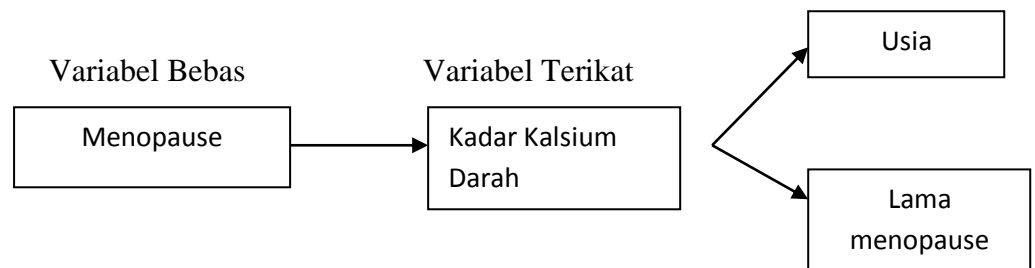 Variabel Bebas
Menopause
Variabel Terikat
Kadar Kalsium
Darah
Usia
Lama
menopause